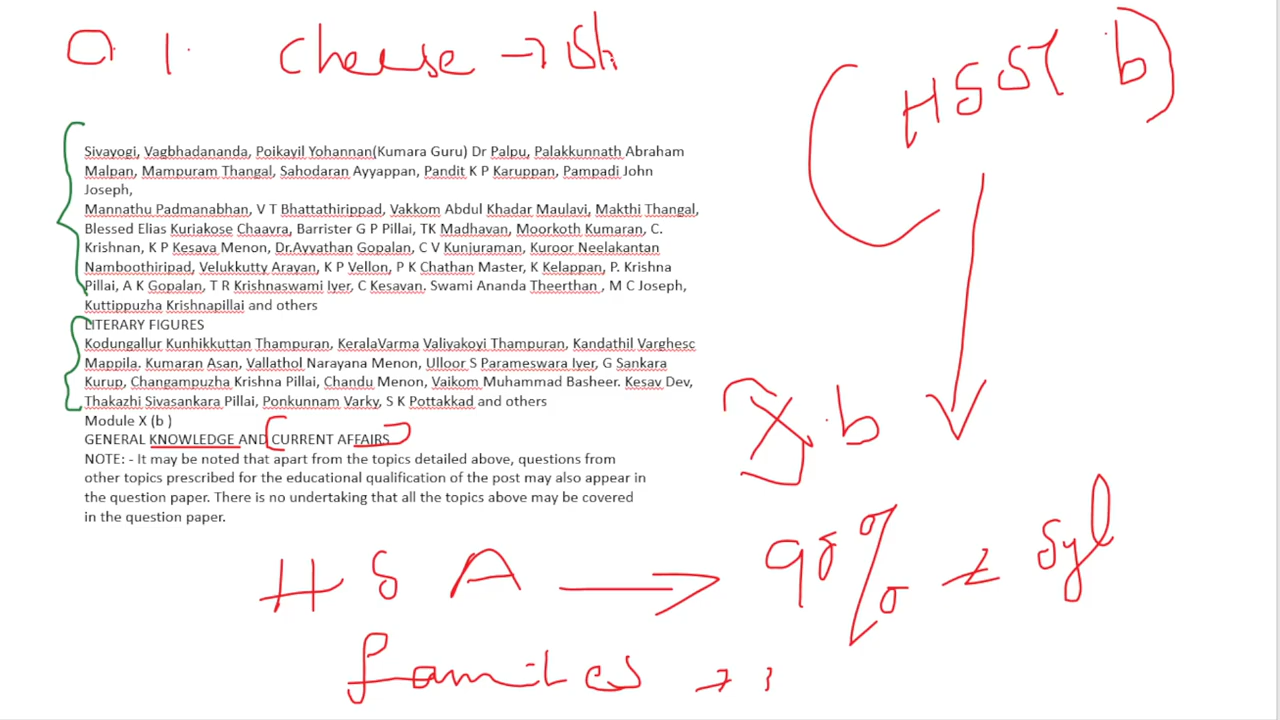 Q 1. Cheese → Sh
(HSST b)
Sivayogi, Vagbhadananda, Poikayil Yohannan(Kumara Guru) Dr Palpu, Palakkunnath Abraham
Malpan, Mampuram Thangal, Sahodaran Ayyappan, Pandit K P Karuppan, Pampadi John
Joseph,
Mannathu Padmanabhan, V T Bhattathirippad, Vakkom Abdul Khadar Maulavi, Makthi Thangal,
Blessed Elias Kuriakose Chaavra, Barrister G P Pillai, TK Madhavan, Moorkoth Kumaran, C.
Krishnan, K P Kesava Menon, Dr.Ayyathan Gopalan, C V Kunjuraman, Kuroor Neelakantan
Namboothiripad, Velukkutty Arayan, K P Vellon, P K Chathan Master, K Kelappan, P. Krishna
Pillai, A K Gopalan, T R Krishnaswami Iyer, C Kesavan. Swami Ananda Theerthan , M C Joseph,
Kuttippuzha Krishnapillai and others
LITERARY FIGURES
Kodungallur Kunhikkuttan Thampuran, KeralaVarma Valiyakoyi Thampuran, Kandathil Varghesc
Mappila. Kumaran Asan, Vallathol Narayana Menon, Ulloor S Parameswara Iyer, G Sankara
Kurup, Changampuzha Krishna Pillai, Chandu Menon, Vaikom Muhammad Basheer. Kesav Dev,
Thakazhi Sivasankara Pillai, Ponkunnam Varky, S K Pottakkad and others
Module X (b )
X.b
GENERAL KNOWLEDGE AND CURRENT AFFAIRS
NOTE: - It may be noted that apart from the topics detailed above, questions from
other topics prescribed for the educational qualification of the post may also appear in
the question paper. There is no undertaking that all the topics above may be covered
in the question paper.
HSA → 98% syl
→